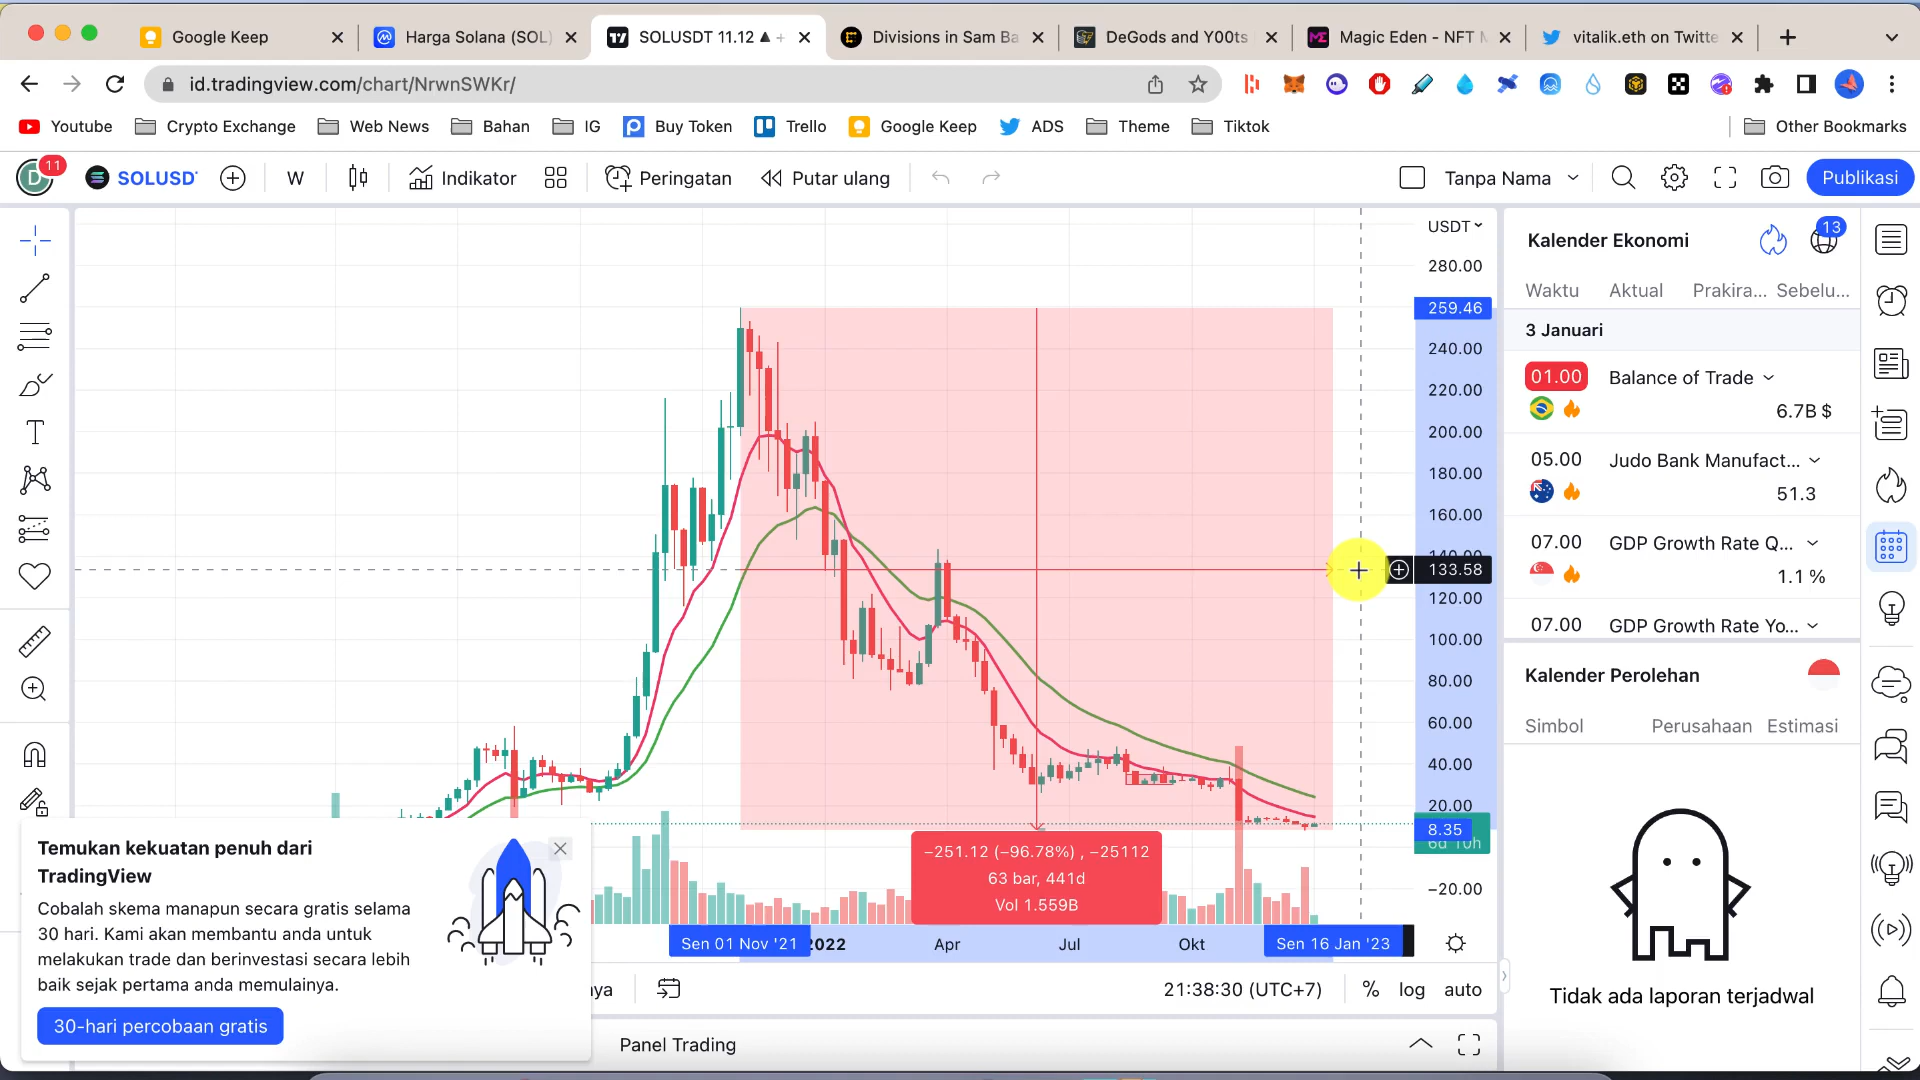 Google Keep
Harga Solana (SOL)
SOLUSDT 11.12 ▲ +
Divisions in Sam Ba
DeGods and Y00ts
Magic Eden - NFT M
vitalik.eth on Twitte
id.tradingview.com/chart/NrwnSWKr/
Youtube
Crypto Exchange
Web News
Bahan
IG
Buy Token
Trello
Google Keep
ADS
Theme
Tiktok
Other Bookmarks
D
11
SOLUSD
W
Indikator
Peringatan
Putar ulang
Tanpa Nama
Publikasi
USDT
280.00
259.46
240.00
220.00
200.00
180.00
160.00
140.00
133.58
120.00
100.00
80.00
60.00
40.00
20.00
8.35
6d 10h
−20.00
−251.12 (−96.78%) , −25112
63 bar, 441d
Vol 1.559B
Sen 01 Nov '21
2022
Apr
Jul
Okt
Sen 16 Jan '23
21:38:30 (UTC+7)
%
log
auto
Panel Trading
Temukan kekuatan penuh dari
TradingView
Cobalah skema manapun secara gratis selama
30 hari. Kami akan membantu anda untuk
melakukan trade dan berinvestasi secara lebih
baik sejak pertama anda memulainya.
30-hari percobaan gratis
Kalender Ekonomi
13
Waktu Aktual Prakira... Sebelu...
3 Januari
01.00 Balance of Trade
6.7B $
05.00 Judo Bank Manufact...
51.3
07.00 GDP Growth Rate Q...
1.1 %
07.00 GDP Growth Rate Yo...
Kalender Perolehan
Simbol Perusahaan Estimasi
Tidak ada laporan terjadwal